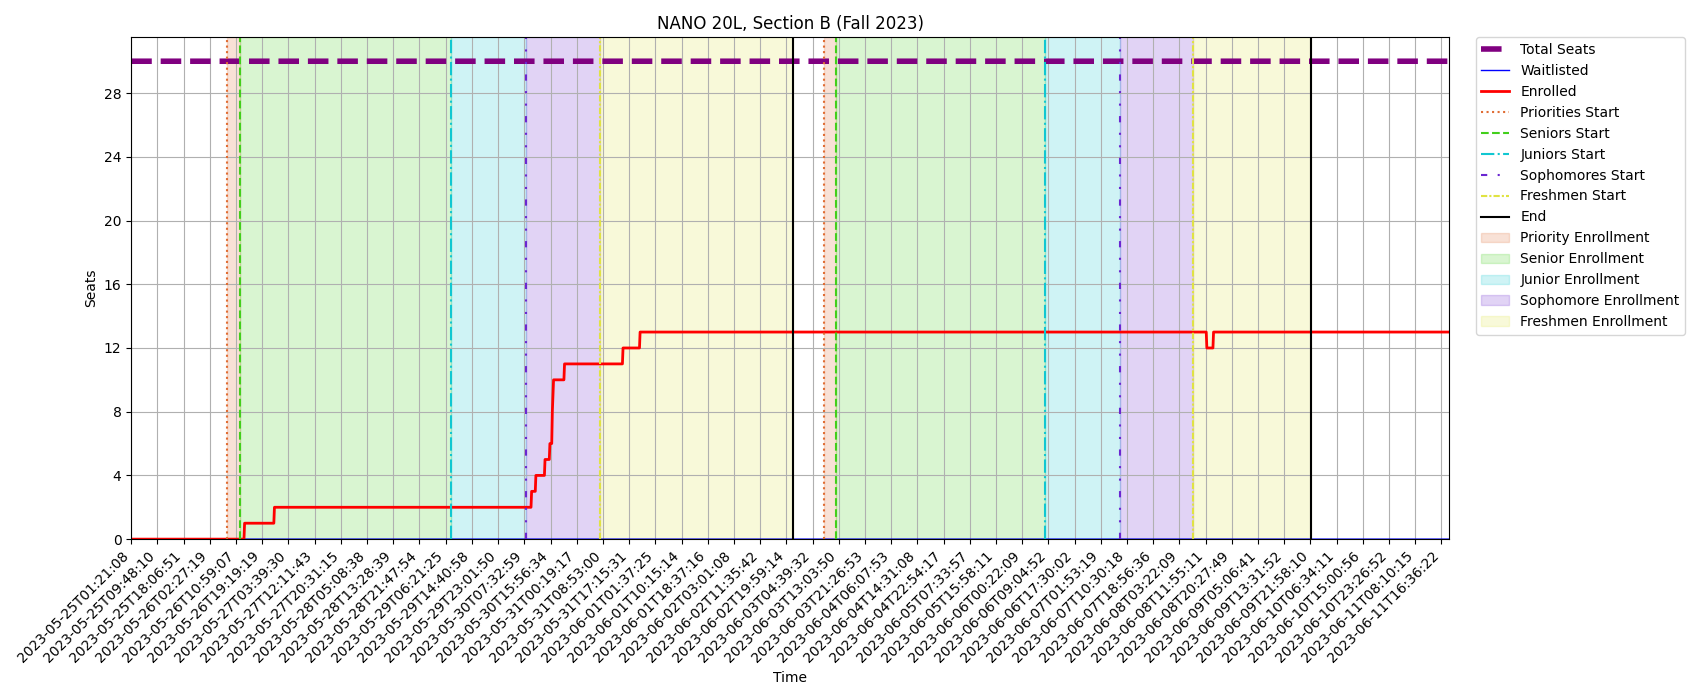 NANO 20L, Section B (Fall 2023)
Total Seats
Waitlisted
Enrolled
Priorities Start
Seniors Start
Juniors Start
Sophomores Start
Freshmen Start
End
Priority Enrollment
Senior Enrollment
Junior Enrollment
Sophomore Enrollment
Freshmen Enrollment
Seats
28
24
20
16
12
8
4
0
2023-05-25T01:21:08
2023-05-25T09:48:10
2023-05-25T18:06:51
2023-05-26T02:27:19
2023-05-26T10:59:07
2023-05-26T19:19:19
2023-05-27T03:39:30
2023-05-27T12:11:43
2023-05-27T20:31:15
2023-05-28T05:08:38
2023-05-28T13:28:39
2023-05-28T21:47:54
2023-05-29T06:21:25
2023-05-29T14:40:58
2023-05-29T23:01:50
2023-05-30T07:32:59
2023-05-30T15:56:34
2023-05-31T00:19:17
2023-05-31T08:53:00
2023-05-31T17:15:31
2023-06-01T01:37:25
2023-06-01T10:15:14
2023-06-01T18:37:16
2023-06-02T03:01:08
2023-06-02T11:35:42
2023-06-02T19:59:14
2023-06-03T04:39:32
2023-06-03T13:03:50
2023-06-03T21:26:53
2023-06-04T06:07:53
2023-06-04T14:31:08
2023-06-04T22:54:17
2023-06-05T07:33:57
2023-06-05T15:58:11
2023-06-06T00:22:09
2023-06-06T09:04:52
2023-06-06T17:30:02
2023-06-07T01:53:19
2023-06-07T10:30:18
2023-06-07T18:56:36
2023-06-08T03:22:09
2023-06-08T11:55:11
2023-06-08T20:27:49
2023-06-09T05:06:41
2023-06-09T13:31:52
2023-06-09T21:58:10
2023-06-10T06:34:11
2023-06-10T15:00:56
2023-06-10T23:26:52
2023-06-11T08:10:15
2023-06-11T16:36:22
Time